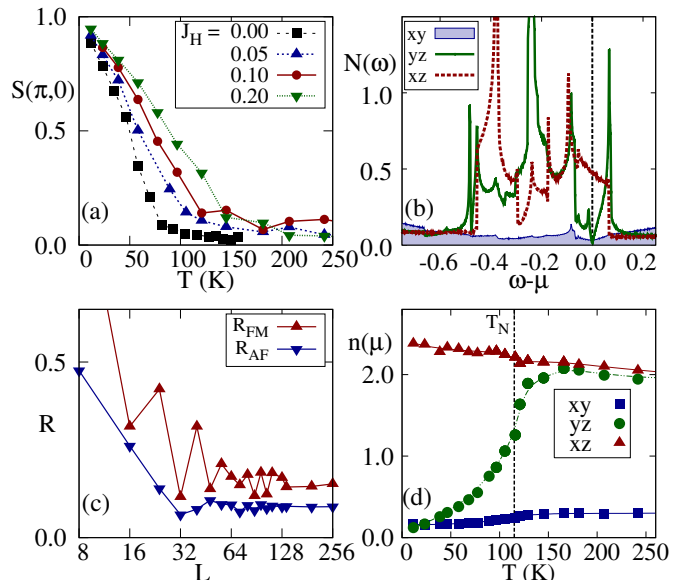 1.0
0.5
0.0
S(π,0)
J_H = 0.00
0.05
0.10
0.20
(a)
0 50 100 150 200 250
T (K)
N(ω)
1.0
0.5
0.0
xy
yz
xz
(b)
-0.6 -0.4 -0.2 0.0 0.2
ω-μ
0.5
0.0
R
R_FM
R_AF
(c)
8 16 32 64 128 256
L
n(μ)
3.0
2.0
1.0
0.0
T_N
xy
yz
xz
(d)
0 50 100 150 200 250
T (K)